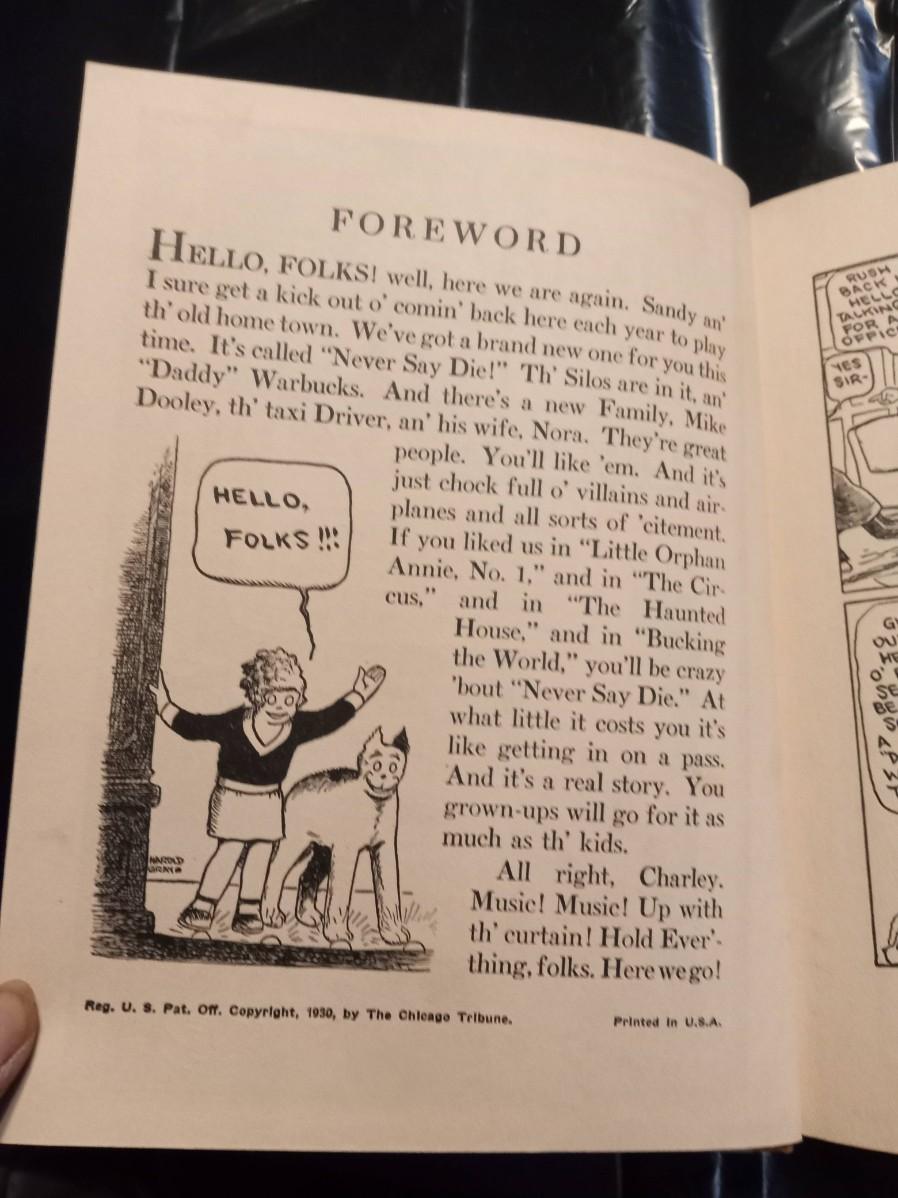 FOREWORD
HELLO, FOLKS! well, here we are again. Sandy an'
I sure get a kick out o' comin' back here each year to play
th' old home town. We've got a brand new one for you this
time. It's called "Never Say Die!" Th' Silos are in it, an'
"Daddy" Warbucks. And there's a new Family, Mike
Dooley, th' taxi Driver, an' his wife, Nora. They're great
people. You'll like 'em. And it's
just chock full o' villains and air-
planes and all sorts of 'citement.
If you liked us in "Little Orphan
Annie, No. 1," and in "The Cir-
cus," and in "The Haunted
House," and in "Bucking
the World," you'll be crazy
'bout "Never Say Die." At
what little it costs you it's
like getting in on a pass.
And it's a real story. You
grown-ups will go for it as
much as th' kids.
All right, Charley.
Music! Music! Up with
th' curtain! Hold Ever'-
thing, folks. Here we go!
HELLO,
FOLKS!!!
HAROLD
GRAY
Reg. U. S. Pat. Off. Copyright, 1930, by The Chicago Tribune.
Printed in U.S.A.
RUSH
BACK
HELLO
TALKING
FOR A
OFFIC
YES
SIR-